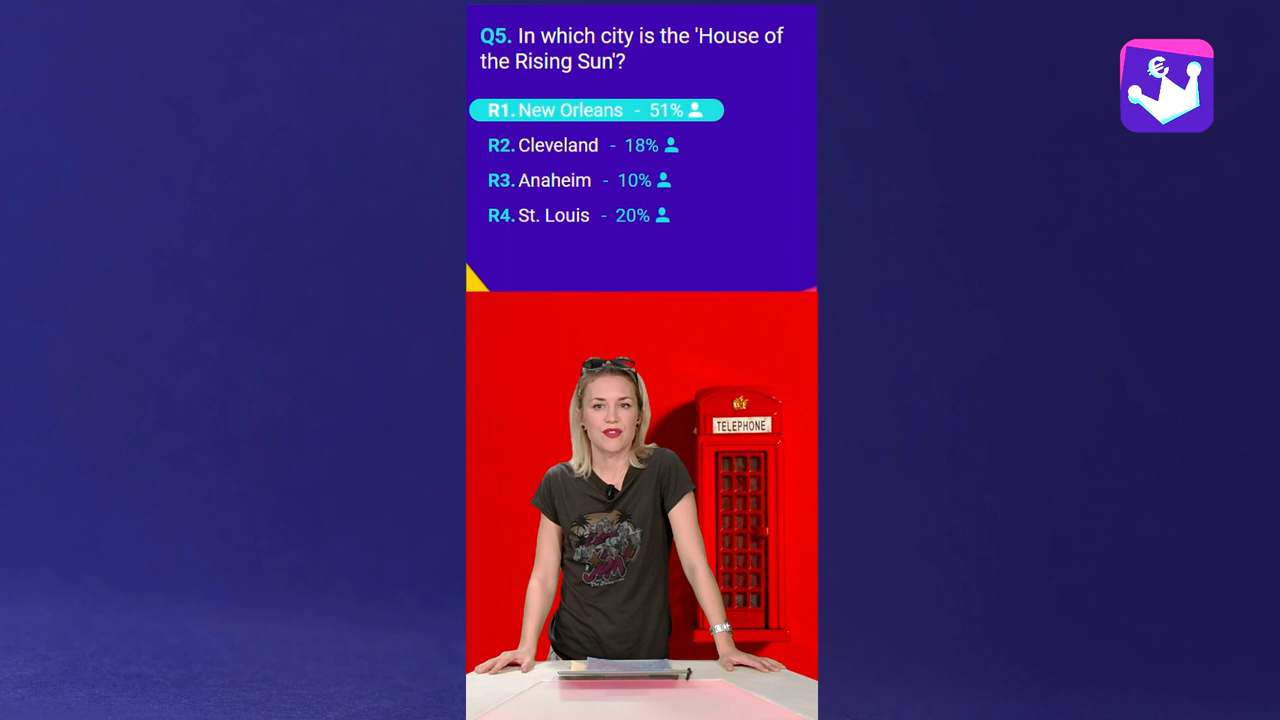 Q5. In which city is the 'House of
the Rising Sun'?
R1. New Orleans - 51%
R2. Cleveland - 18%
R3. Anaheim - 10%
R4. St. Louis - 20%
€
TELEPHONE
JAM